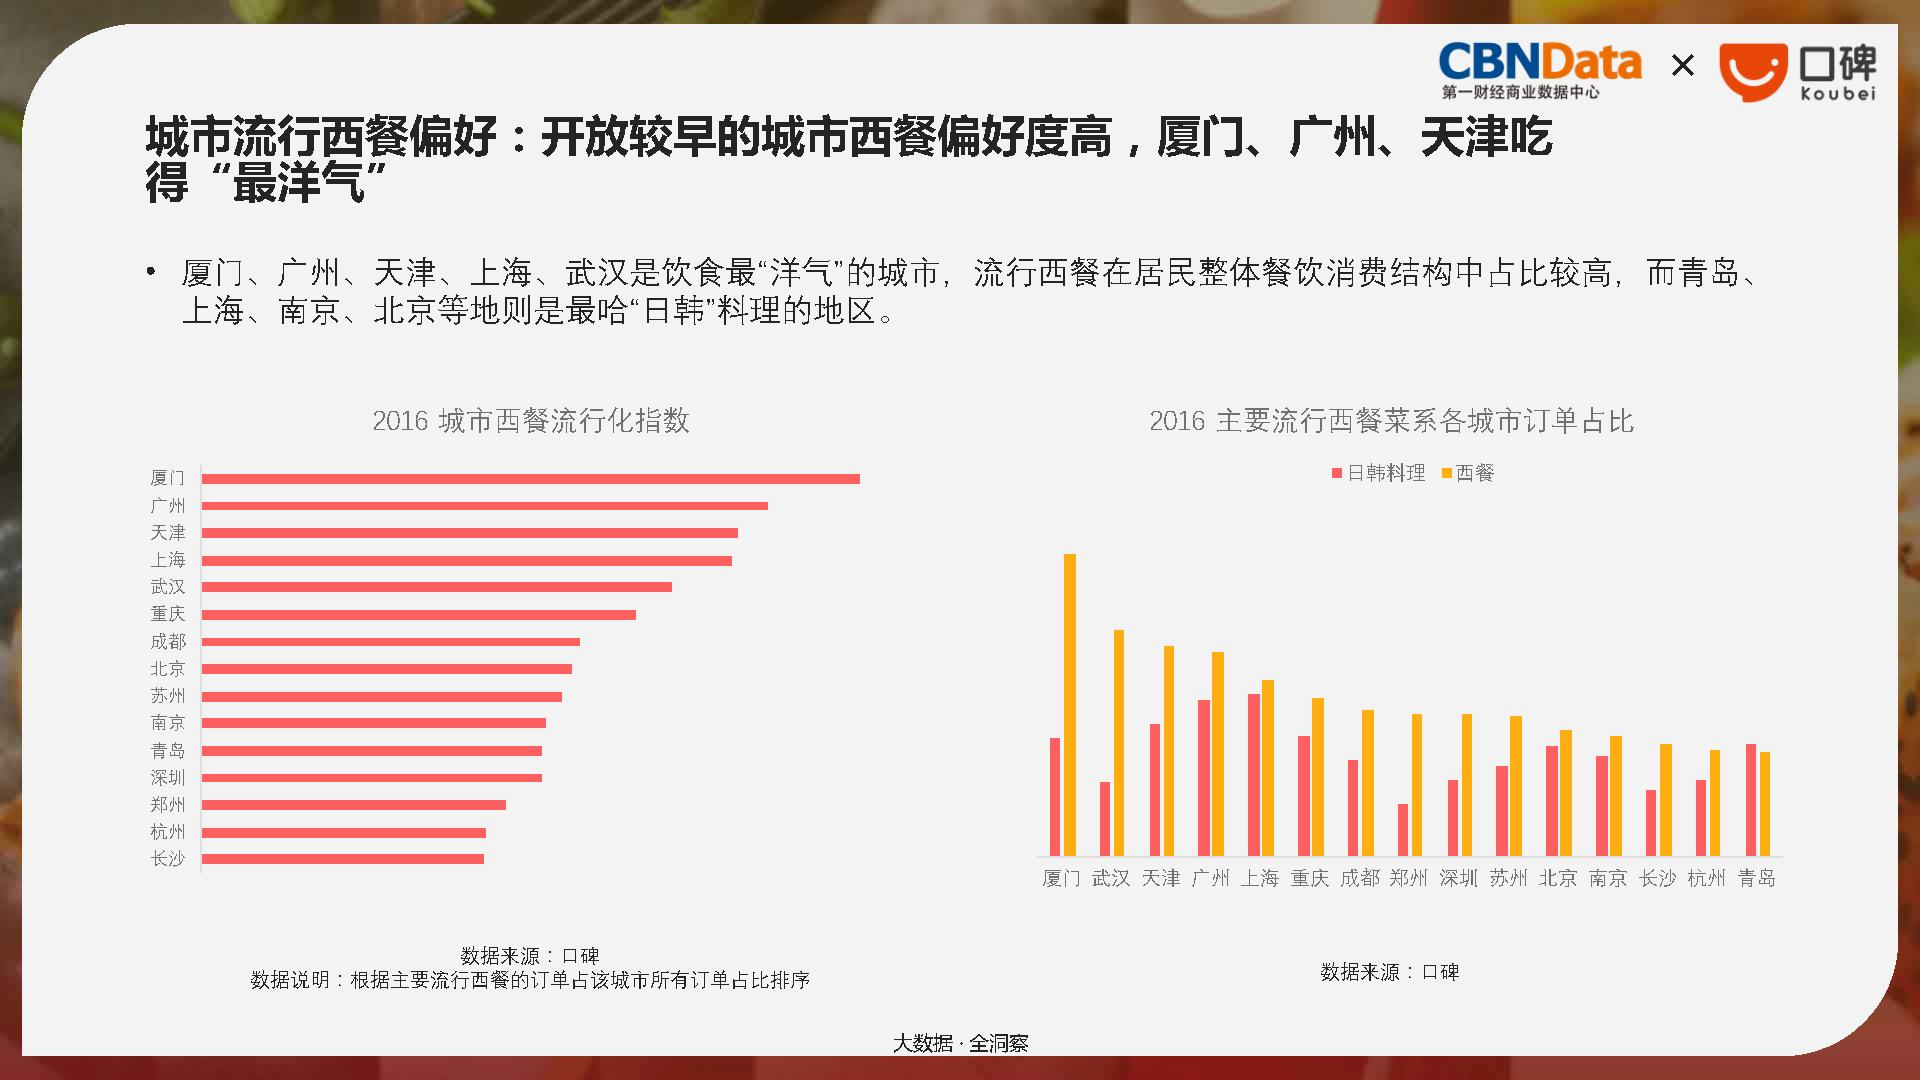 CBNData
第一财经商业数据中心
×
口碑
Koubei
城市流行西餐偏好：开放较早的城市西餐偏好度高，厦门、广州、天津吃
得“最洋气”
• 厦门、广州、天津、上海、武汉是饮食最“洋气”的城市，流行西餐在居民整体餐饮消费结构中占比较高，而青岛、
上海、南京、北京等地则是最哈“日韩”料理的地区。
2016 城市西餐流行化指数
厦门
广州
天津
上海
武汉
重庆
成都
北京
苏州
南京
青岛
深圳
郑州
杭州
长沙
数据来源：口碑
数据说明：根据主要流行西餐的订单占该城市所有订单占比排序
2016 主要流行西餐菜系各城市订单占比
日韩料理 西餐
厦门 武汉 天津 广州 上海 重庆 成都 郑州 深圳 苏州 北京 南京 长沙 杭州 青岛
数据来源：口碑
大数据·全洞察